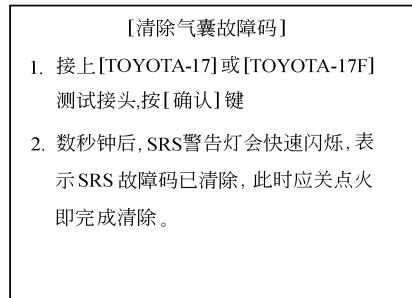 [清除气囊故障码]
1. 接上[TOYOTA-17]或[TOYOTA-17F]
测试接头,按[确认]键
2. 数秒钟后, SRS警告灯会快速闪烁, 表
示SRS 故障码已清除, 此时应关点火
即完成清除。